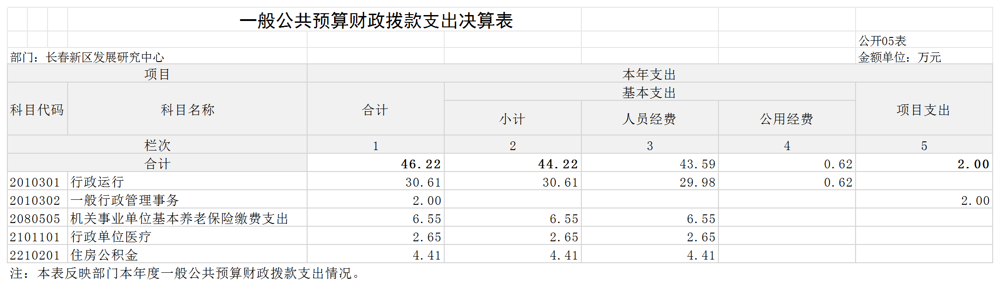 一般公共预算财政拨款支出决算表
公开05表
部门：长春新区发展研究中心 金额单位：万元
项目 本年支出
科目代码 科目名称 合计 基本支出 项目支出
小计 人员经费 公用经费
栏次 1 2 3 4 5
合计 46.22 44.22 43.59 0.62 2.00
2010301 行政运行 30.61 30.61 29.98 0.62
2010302 一般行政管理事务 2.00 2.00
2080505 机关事业单位基本养老保险缴费支出 6.55 6.55 6.55
2101101 行政单位医疗 2.65 2.65 2.65
2210201 住房公积金 4.41 4.41 4.41
注：本表反映部门本年度一般公共预算财政拨款支出情况。